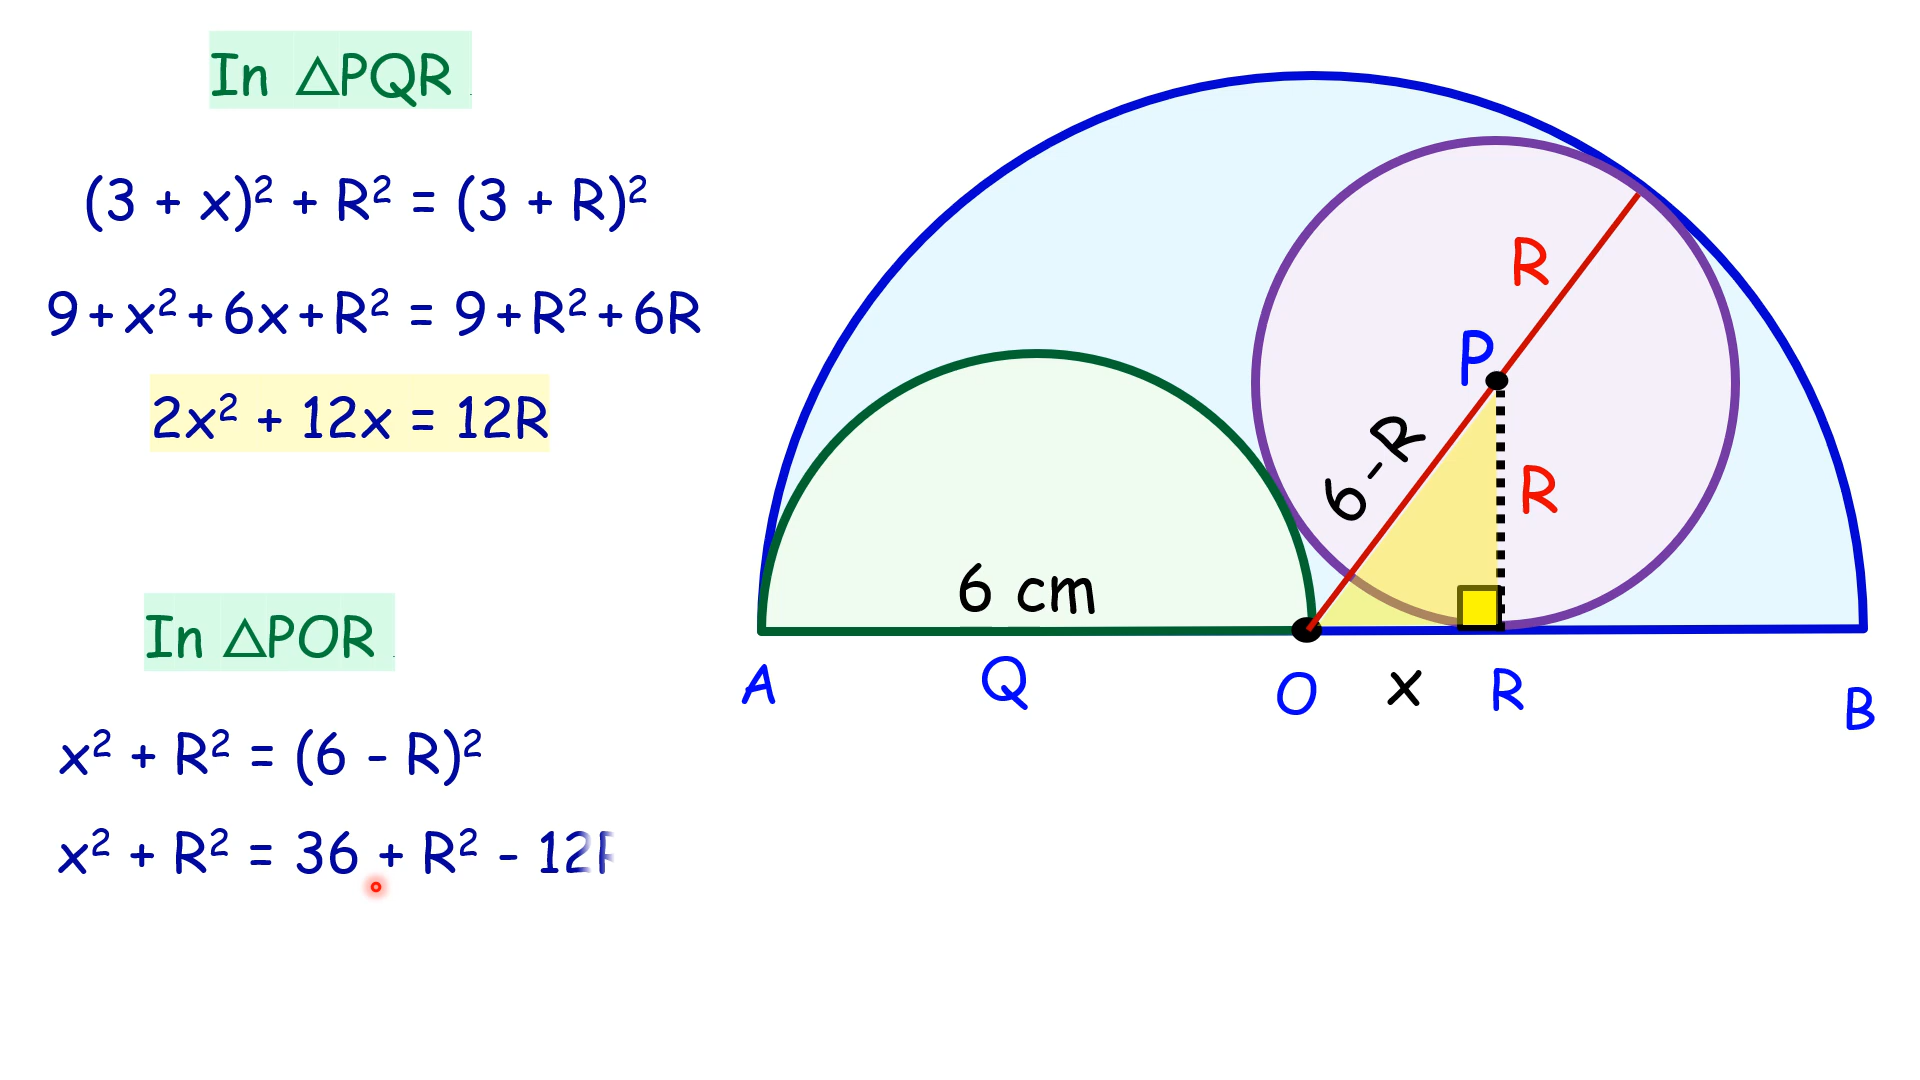 In △PQR
(3 + x)² + R² = (3 + R)²
9 + x² + 6x + R² = 9 + R² + 6R
2x² + 12x = 12R
In △POR
x² + R² = (6 - R)²
x² + R² = 36 + R² - 12R
R
P
6 - R
R
6 cm
A Q O x R B